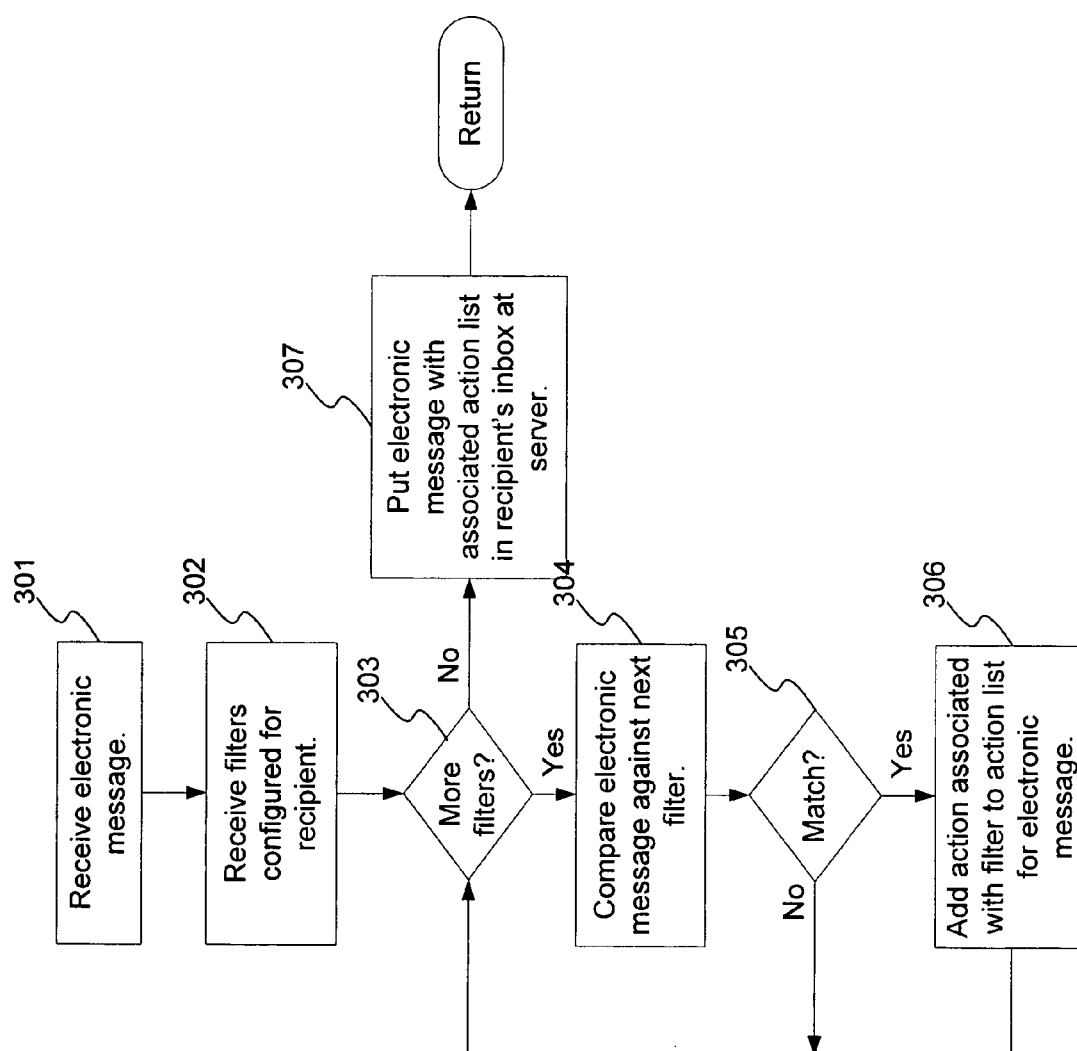 301
Receive electronic
message.
302
Receive filters
configured for
recipient.
303
More
filters?
No
Yes
307
Put electronic
message with
associated action list
in recipient's inbox at
server.
Return
304
Compare electronic
message against next
filter.
305
Match?
No
Yes
306
Add action associated
with filter to action list
for electronic
message.